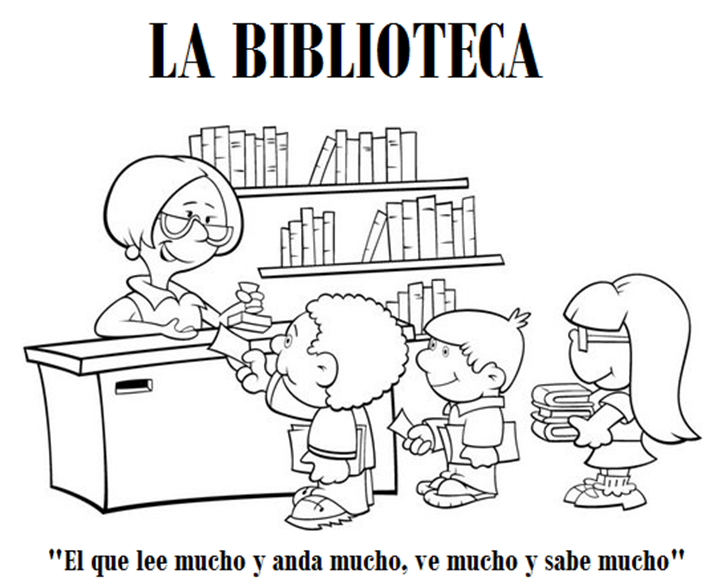 LA BIBLIOTECA
"El que lee mucho y anda mucho, ve mucho y sabe mucho"